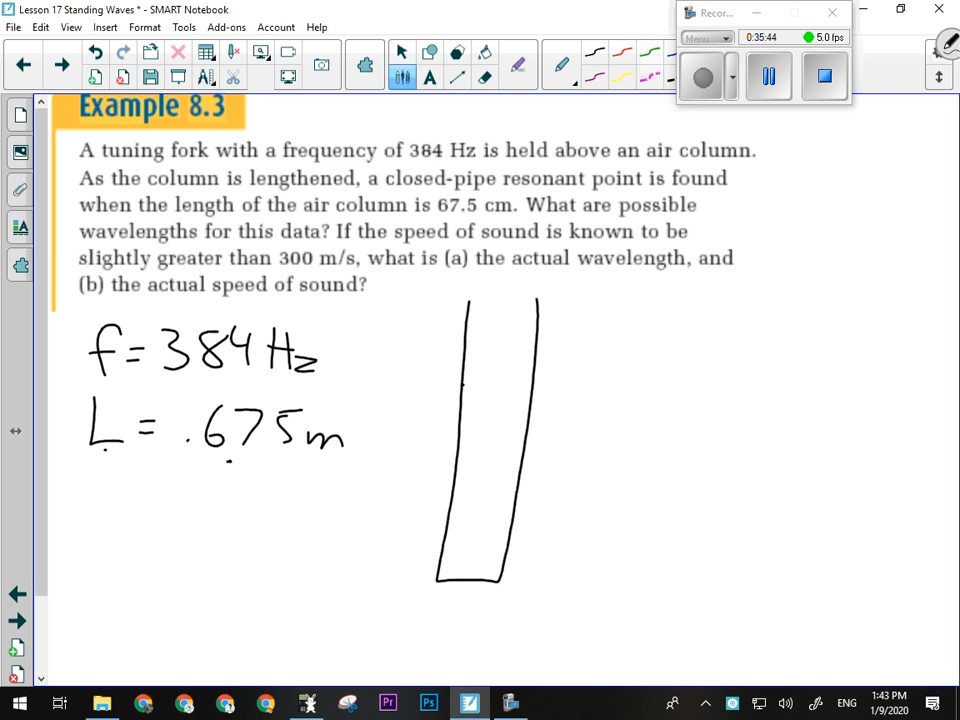 Lesson 17 Standing Waves * - SMART Notebook
Recor...
File Edit View Insert Format Tools Add-ons Account Help
Menu 0:35:44 5.0 fps
Example 8.3
A tuning fork with a frequency of 384 Hz is held above an air column.
As the column is lengthened, a closed-pipe resonant point is found
when the length of the air column is 67.5 cm. What are possible
wavelengths for this data? If the speed of sound is known to be
slightly greater than 300 m/s, what is (a) the actual wavelength, and
(b) the actual speed of sound?
f = 384 Hz
L = .675 m
ENG
1:43 PM
1/9/2020